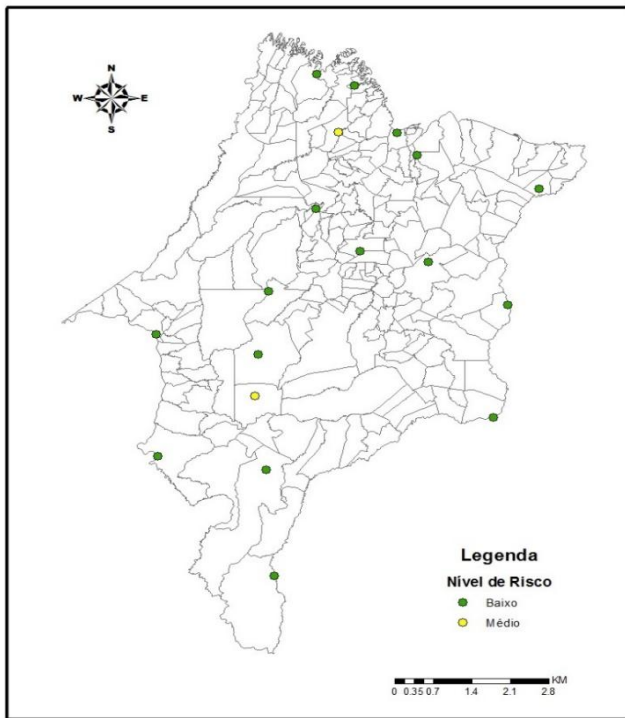 N
W E
S
Legenda
Nível de Risco
Baixo
Médio
KM
0 0.35 0.7 1.4 2.1 2.8